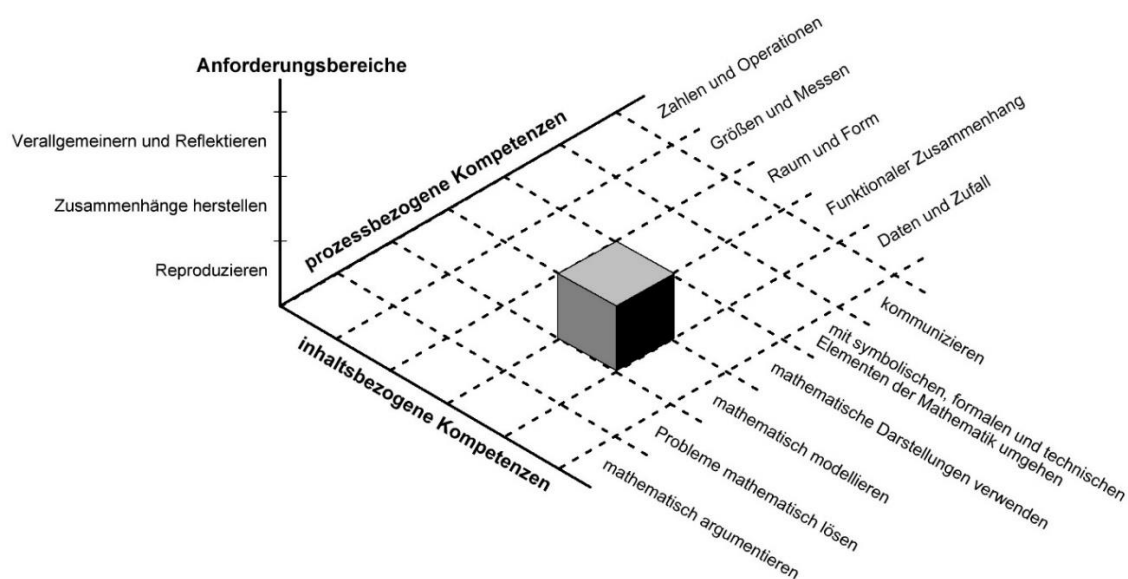 Anforderungsbereiche
Verallgemeinern und Reflektieren
Zusammenhänge herstellen
Reproduzieren
prozessbezogene Kompetenzen
inhaltsbezogene Kompetenzen
Zahlen und Operationen
Größen und Messen
Raum und Form
Funktionaler Zusammenhang
Daten und Zufall
kommunizieren
mit symbolischen, formalen und technischen
Elementen der Mathematik umgehen
mathematische Darstellungen verwenden
mathematisch modellieren
Probleme mathematisch lösen
mathematisch argumentieren